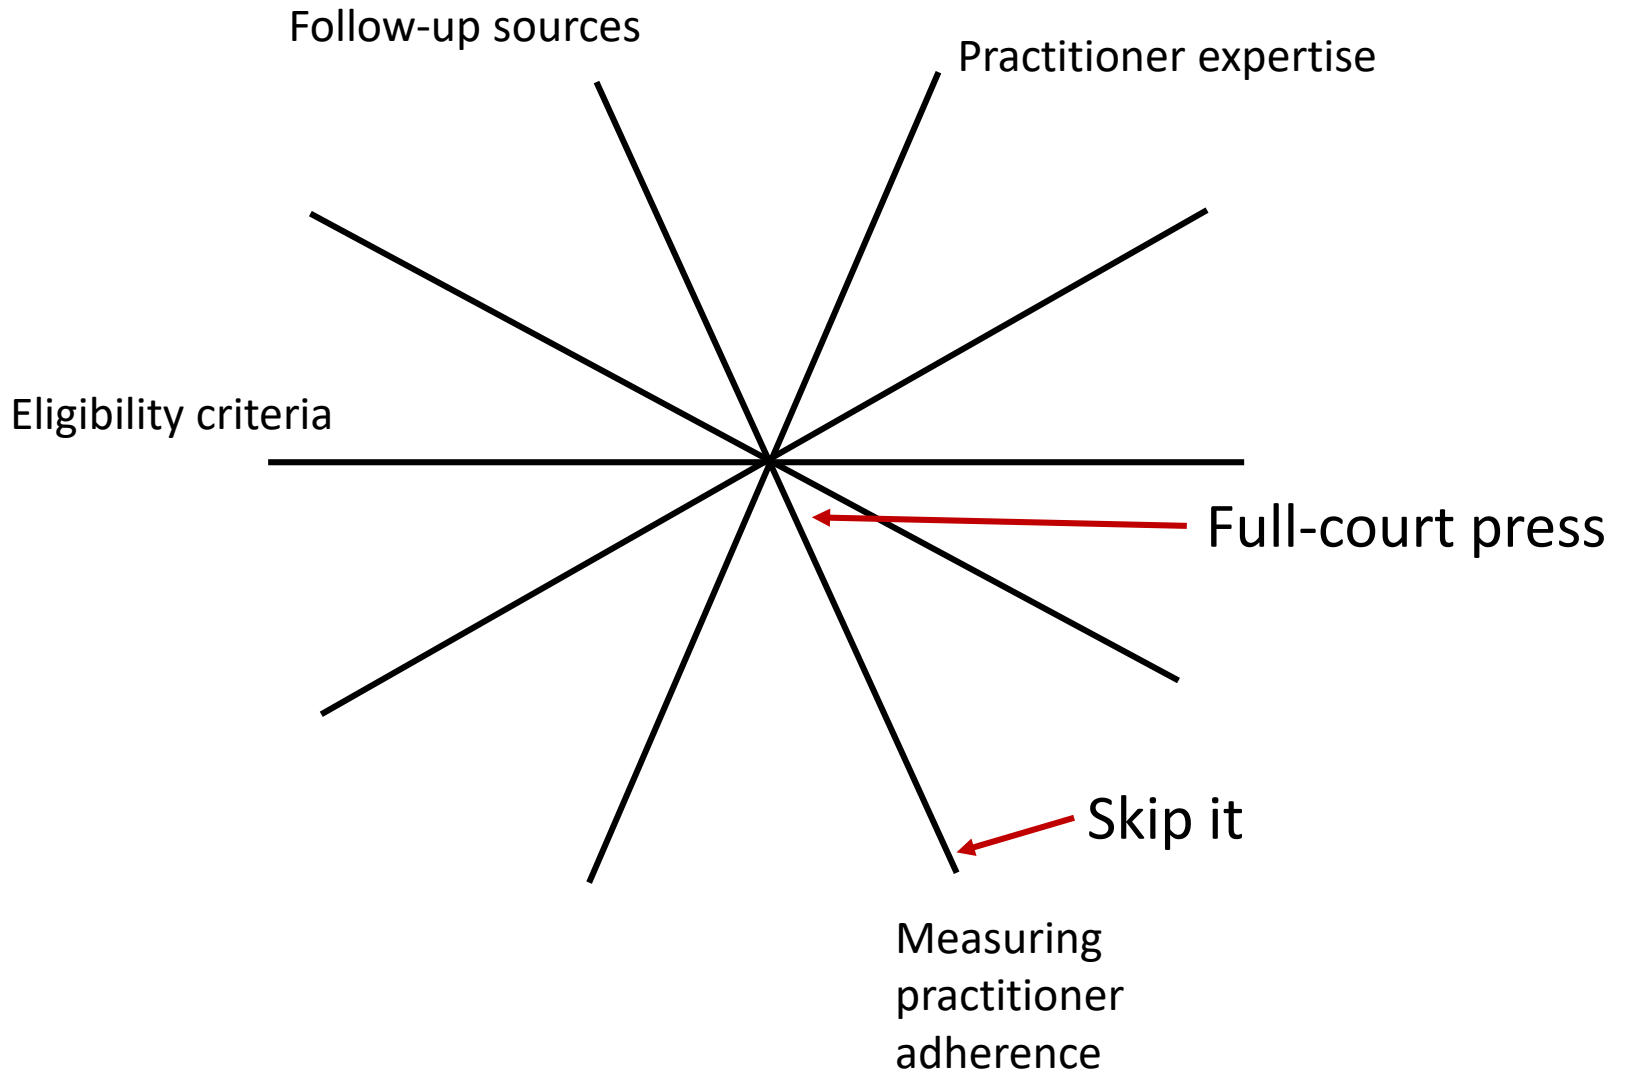 Follow-up sources
Practitioner expertise
Eligibility criteria
Full-court press
Skip it
Measuring
practitioner
adherence